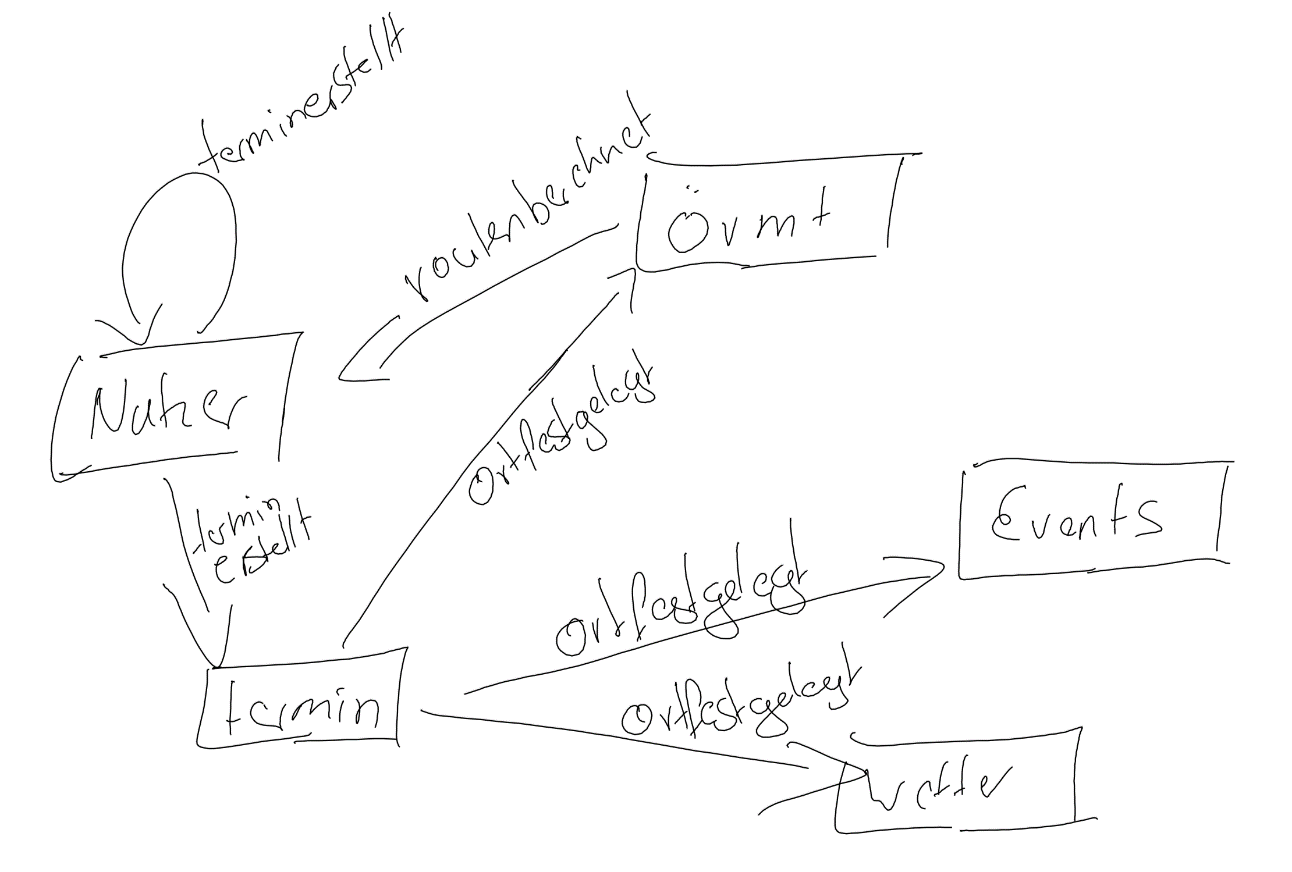 terminerstellt
routenberechnet
Övmt
Nutzer
Ortfestgelegt
termin
erstellt
Events
Ortfestgelegt
Ortfestgelegt
termin
wetter